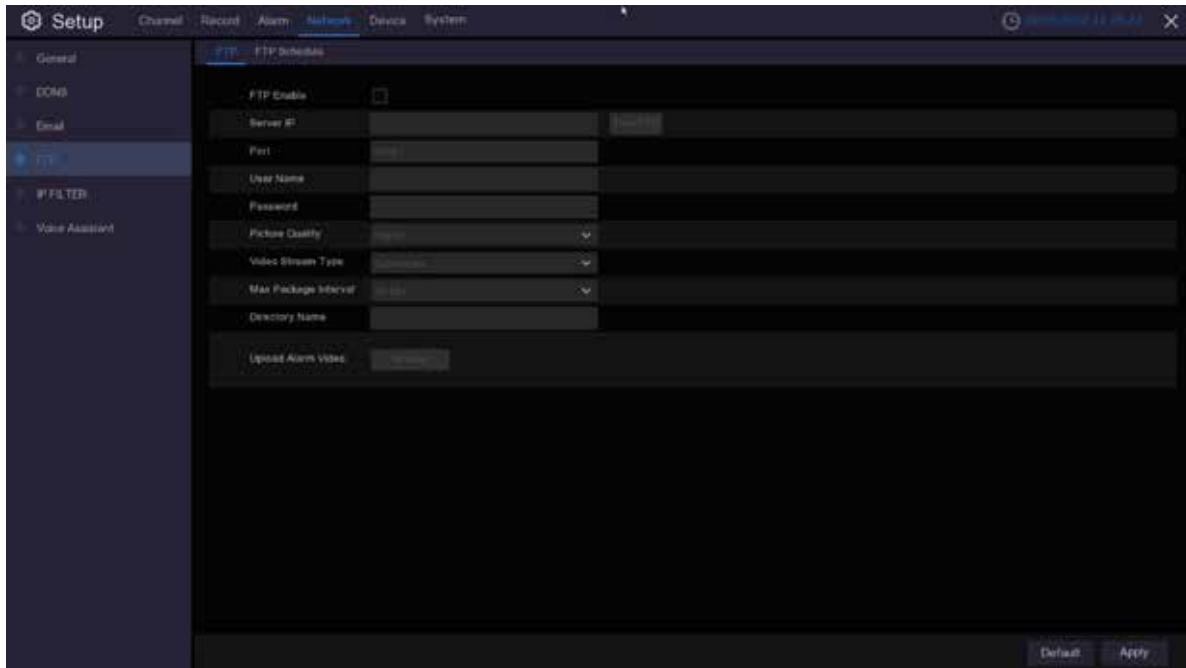 Setup Channel Record Alarm Network Device System
General
DDNS
Email
FTP
IP FILTER
Voice Assistant
FTP FTP Schedule
FTP Enable
Server IP
Port
User Name
Password
Picture Quality
Video Stream Type
Max Package Interval
Directory Name
Upload Alarm Video
Default Apply